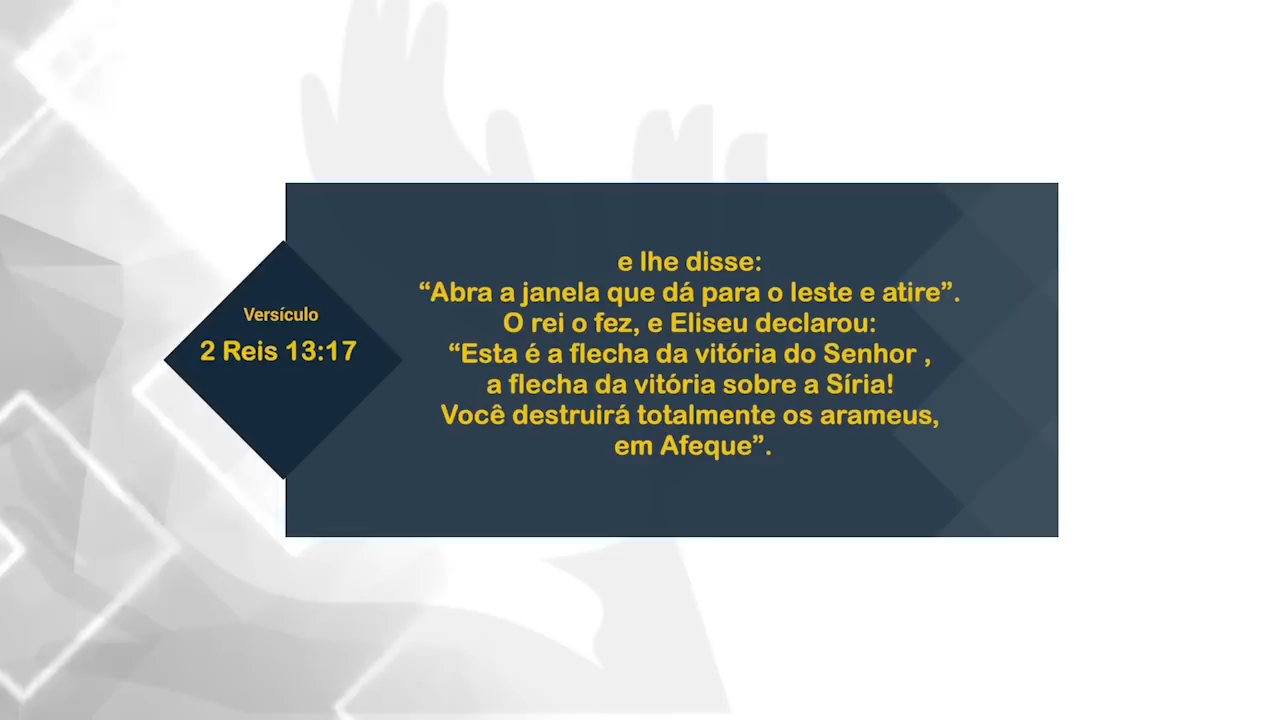 Versículo
2 Reis 13:17
e lhe disse:
“Abra a janela que dá para o leste e atire”.
O rei o fez, e Eliseu declarou:
“Esta é a flecha da vitória do Senhor ,
a flecha da vitória sobre a Síria!
Você destruirá totalmente os arameus,
em Afeque”.